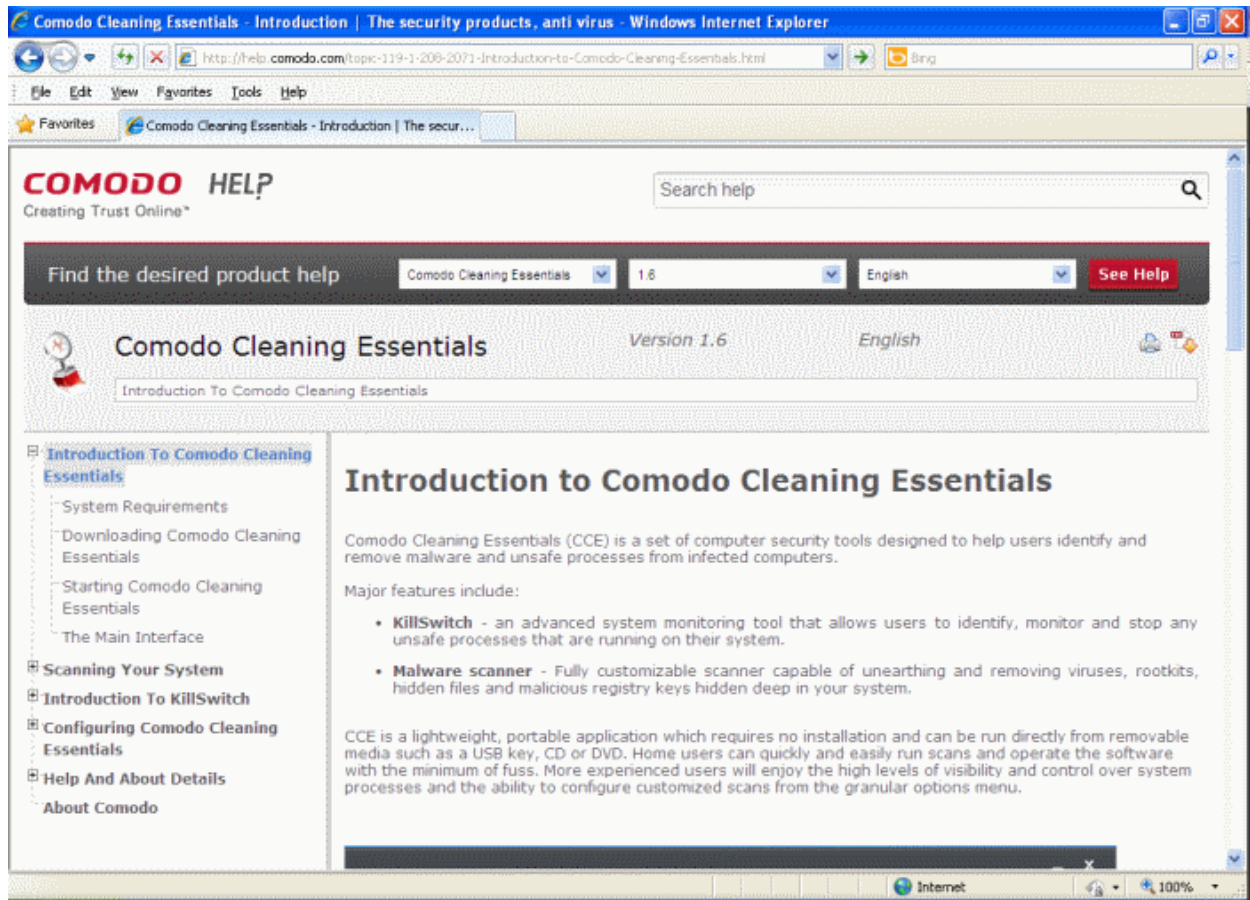 Comodo Cleaning Essentials - Introduction | The security products, anti virus - Windows Internet Explorer
http://help.comodo.com/topic-119-1-208-2071-Introduction-to-Comodo-Cleaning-Essentials.html
Bing
File Edit View Favorites Tools Help
Favorites
Comodo Cleaning Essentials - Introduction | The secur...
COMODO HELP
Creating Trust Online™
Search help
Find the desired product help
Comodo Cleaning Essentials
1.6
English
See Help
Comodo Cleaning Essentials
Version 1.6
English
Introduction To Comodo Cleaning Essentials
Introduction To Comodo Cleaning
Essentials
System Requirements
Downloading Comodo Cleaning
Essentials
Starting Comodo Cleaning
Essentials
The Main Interface
Scanning Your System
Introduction To KillSwitch
Configuring Comodo Cleaning
Essentials
Help And About Details
About Comodo
Introduction to Comodo Cleaning Essentials
Comodo Cleaning Essentials (CCE) is a set of computer security tools designed to help users identify and
remove malware and unsafe processes from infected computers.
Major features include:
• KillSwitch - an advanced system monitoring tool that allows users to identify, monitor and stop any
unsafe processes that are running on their system.
• Malware scanner - Fully customizable scanner capable of unearthing and removing viruses, rootkits,
hidden files and malicious registry keys hidden deep in your system.
CCE is a lightweight, portable application which requires no installation and can be run directly from removable
media such as a USB key, CD or DVD. Home users can quickly and easily run scans and operate the software
with the minimum of fuss. More experienced users will enjoy the high levels of visibility and control over system
processes and the ability to configure customized scans from the granular options menu.
Internet
100%